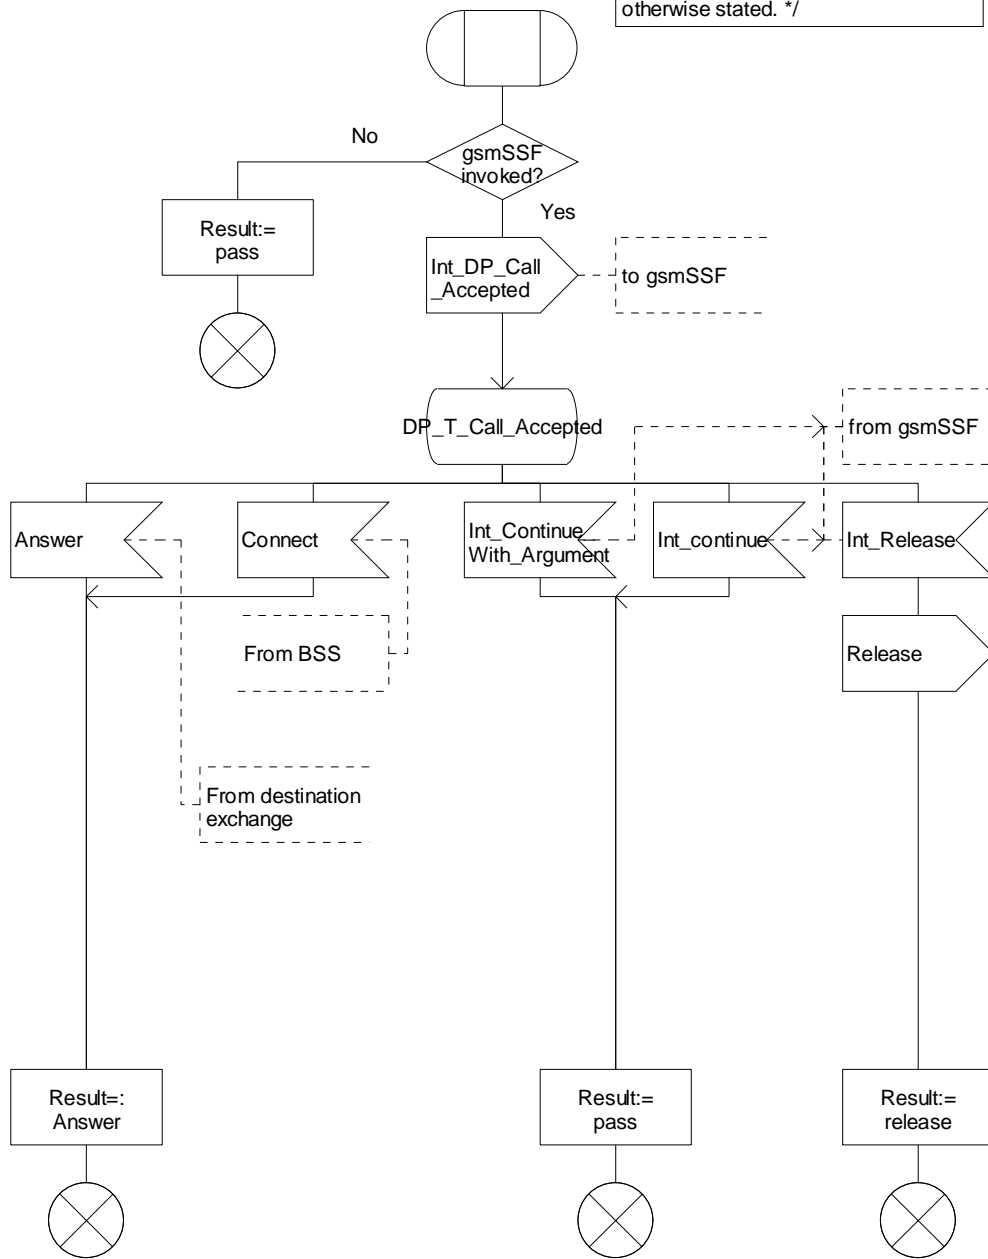 otherwise stated. */
No
gsmSSF
invoked?
Yes
Result:=
pass
Int_DP_Call
_Accepted
to gsmSSF
DP_T_Call_Accepted
from gsmSSF
Answer
Connect
Int_Continue
With_Argument
Int_continue
Int_Release
From BSS
Release
From destination
exchange
Result=:
Answer
Result:=
pass
Result:=
release